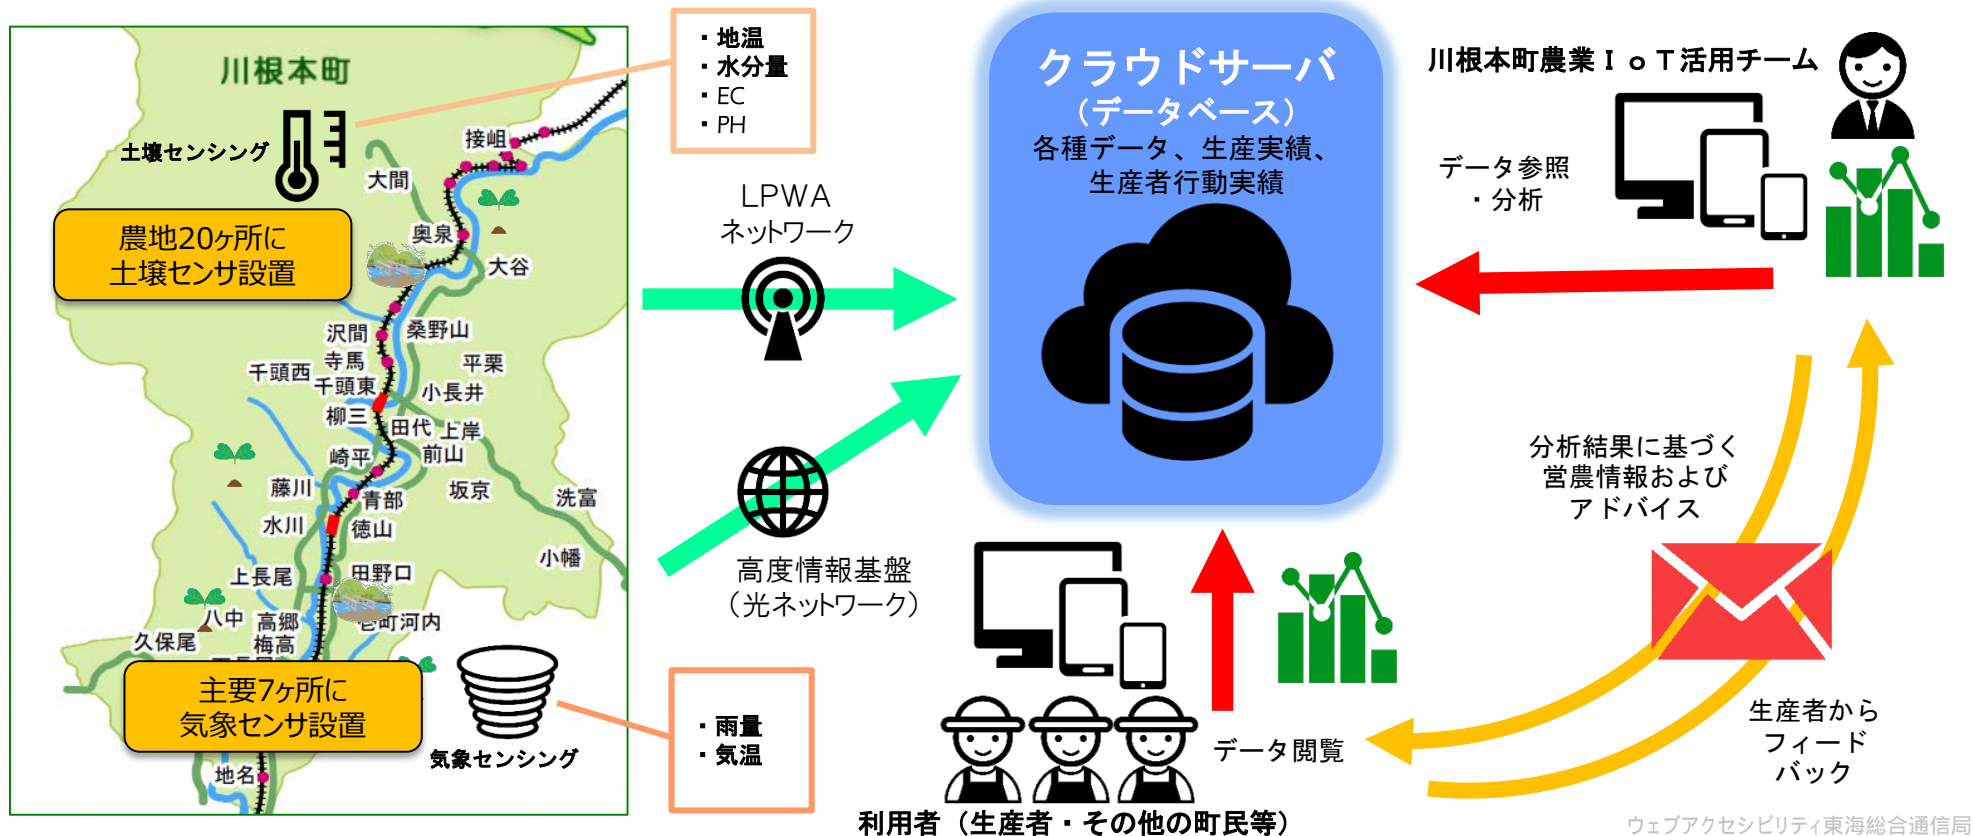 川根本町
土壌センシング
農地20ヶ所に
土壌センサ設置
接岨
大間
奥泉
大谷
沢間
桑野山
寺馬
平栗
千頭西
千頭東
小長井
柳三
田代
上岸
崎平
前山
藤川
青部
坂京
洗富
水川
徳山
小幡
上長尾
田野口
八中
高郷
町河内
久保尾
梅高
主要7ヶ所に
気象センサ設置
気象センシング
地名
・地温
・水分量
・EC
・PH
LPWA
ネットワーク
高度情報基盤
（光ネットワーク）
・雨量
・気温
クラウドサーバ
（データベース）
各種データ、生産実績、
生産者行動実績
川根本町農業ＩｏＴ活用チーム
データ参照
・分析
分析結果に基づく
営農情報および
アドバイス
生産者から
フィード
バック
データ閲覧
利用者（生産者・その他の町民等）
ウェブアクセシビリティ東海総合通信局